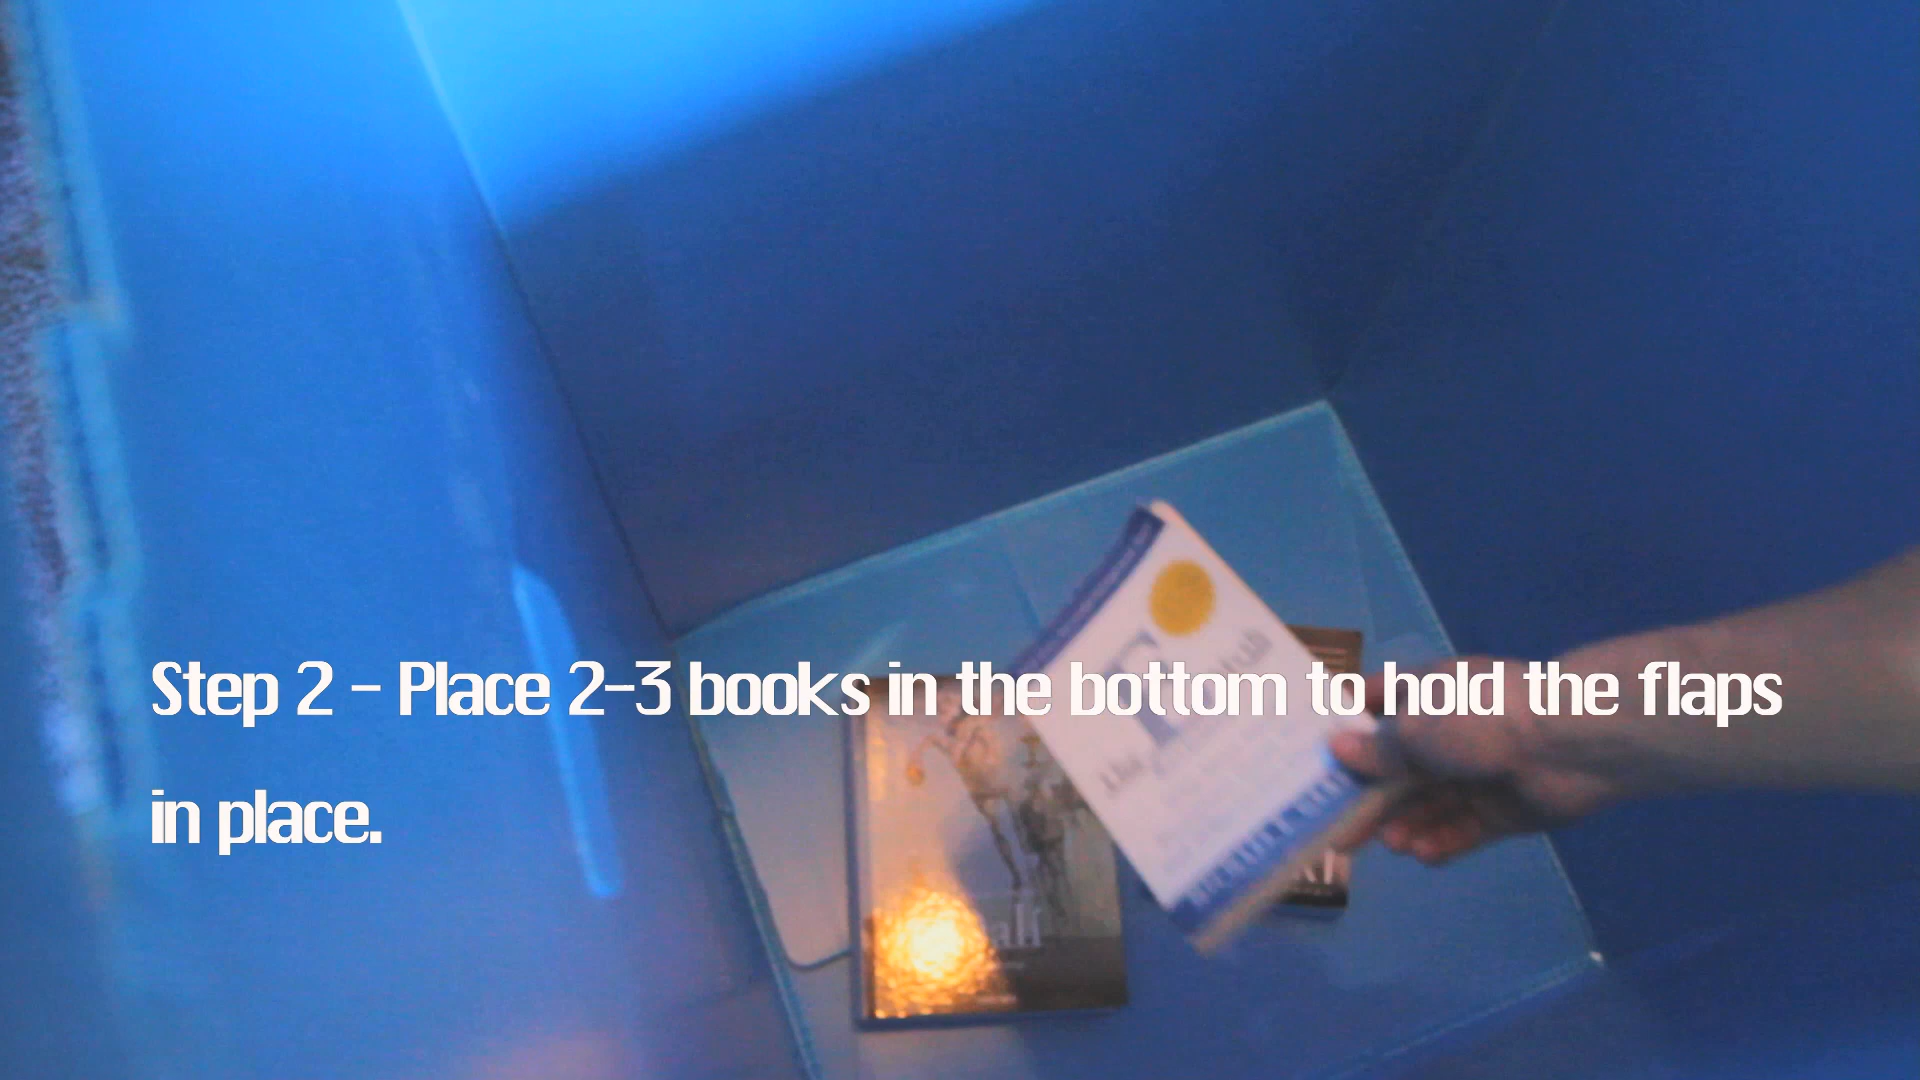 Step 2 - Place 2-3 books in the bottom to hold the flaps
in place.